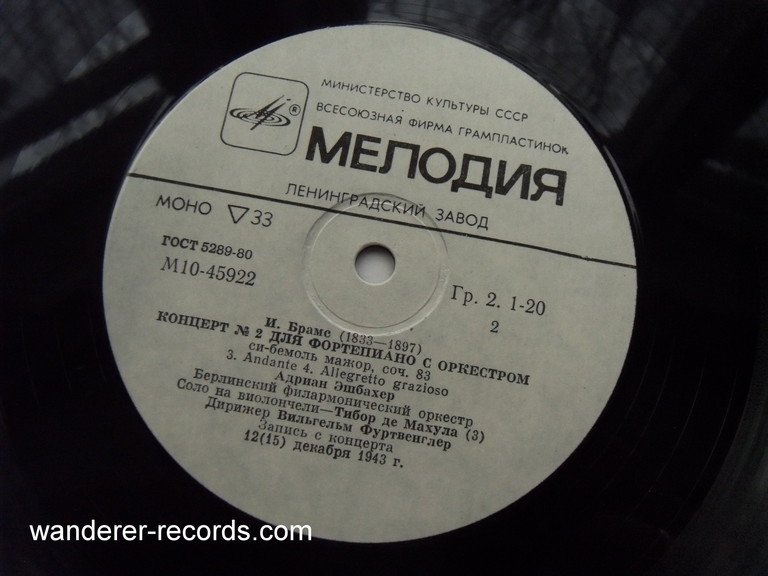 МИНИСТЕРСТВО КУЛЬТУРЫ СССР
ВСЕСОЮЗНАЯ ФИРМА ГРАМПЛАСТИНОК
®
МЕЛОДИЯ
ЛЕНИНГРАДСКИЙ ЗАВОД
МОНО ▽ 33
ГОСТ 5289-80
М10-45922
Гр. 2. 1-20
2
И. Брамс (1833—1897)
КОНЦЕРТ № 2 ДЛЯ ФОРТЕПИАНО С ОРКЕСТРОМ
си-бемоль мажор, соч. 83
3. Andante 4. Allegretto grazioso
Адриан Эшбахер
Берлинский филармонический оркестр
Соло на виолончели—Тибор де Махула (3)
Дирижер Вильгельм Фуртвенглер
Запись с концерта
12(15) декабря 1943 г.
wanderer-records.com